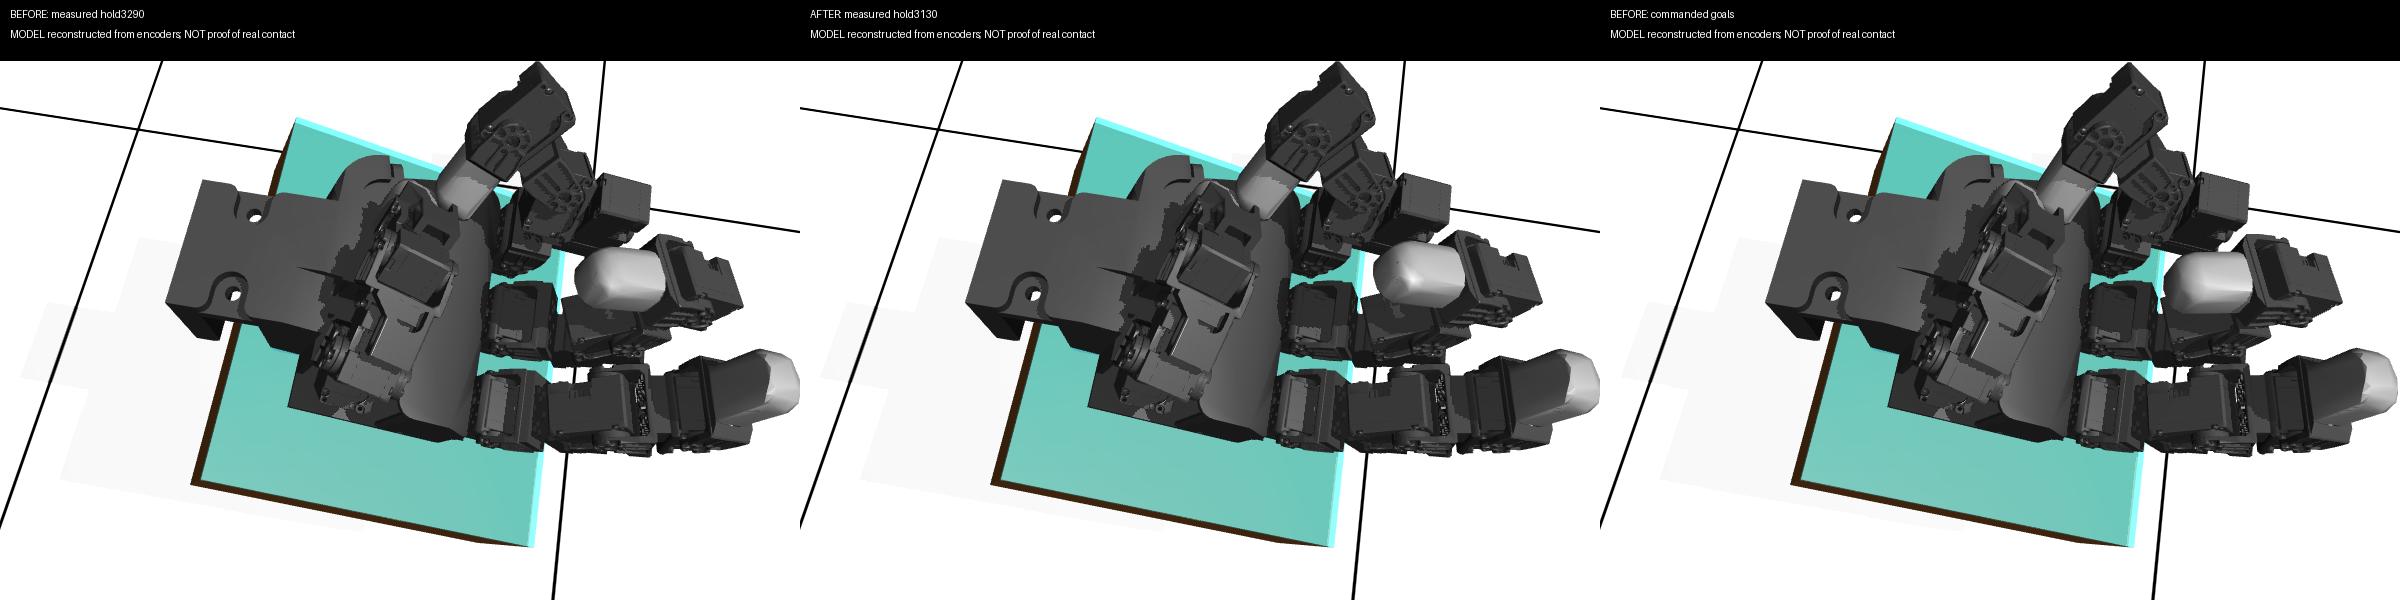 BEFORE: measured hold3290
MODEL reconstructed from encoders; NOT proof of real contact
AFTER: measured hold3130
MODEL reconstructed from encoders; NOT proof of real contact
BEFORE: commanded goals
MODEL reconstructed from encoders; NOT proof of real contact